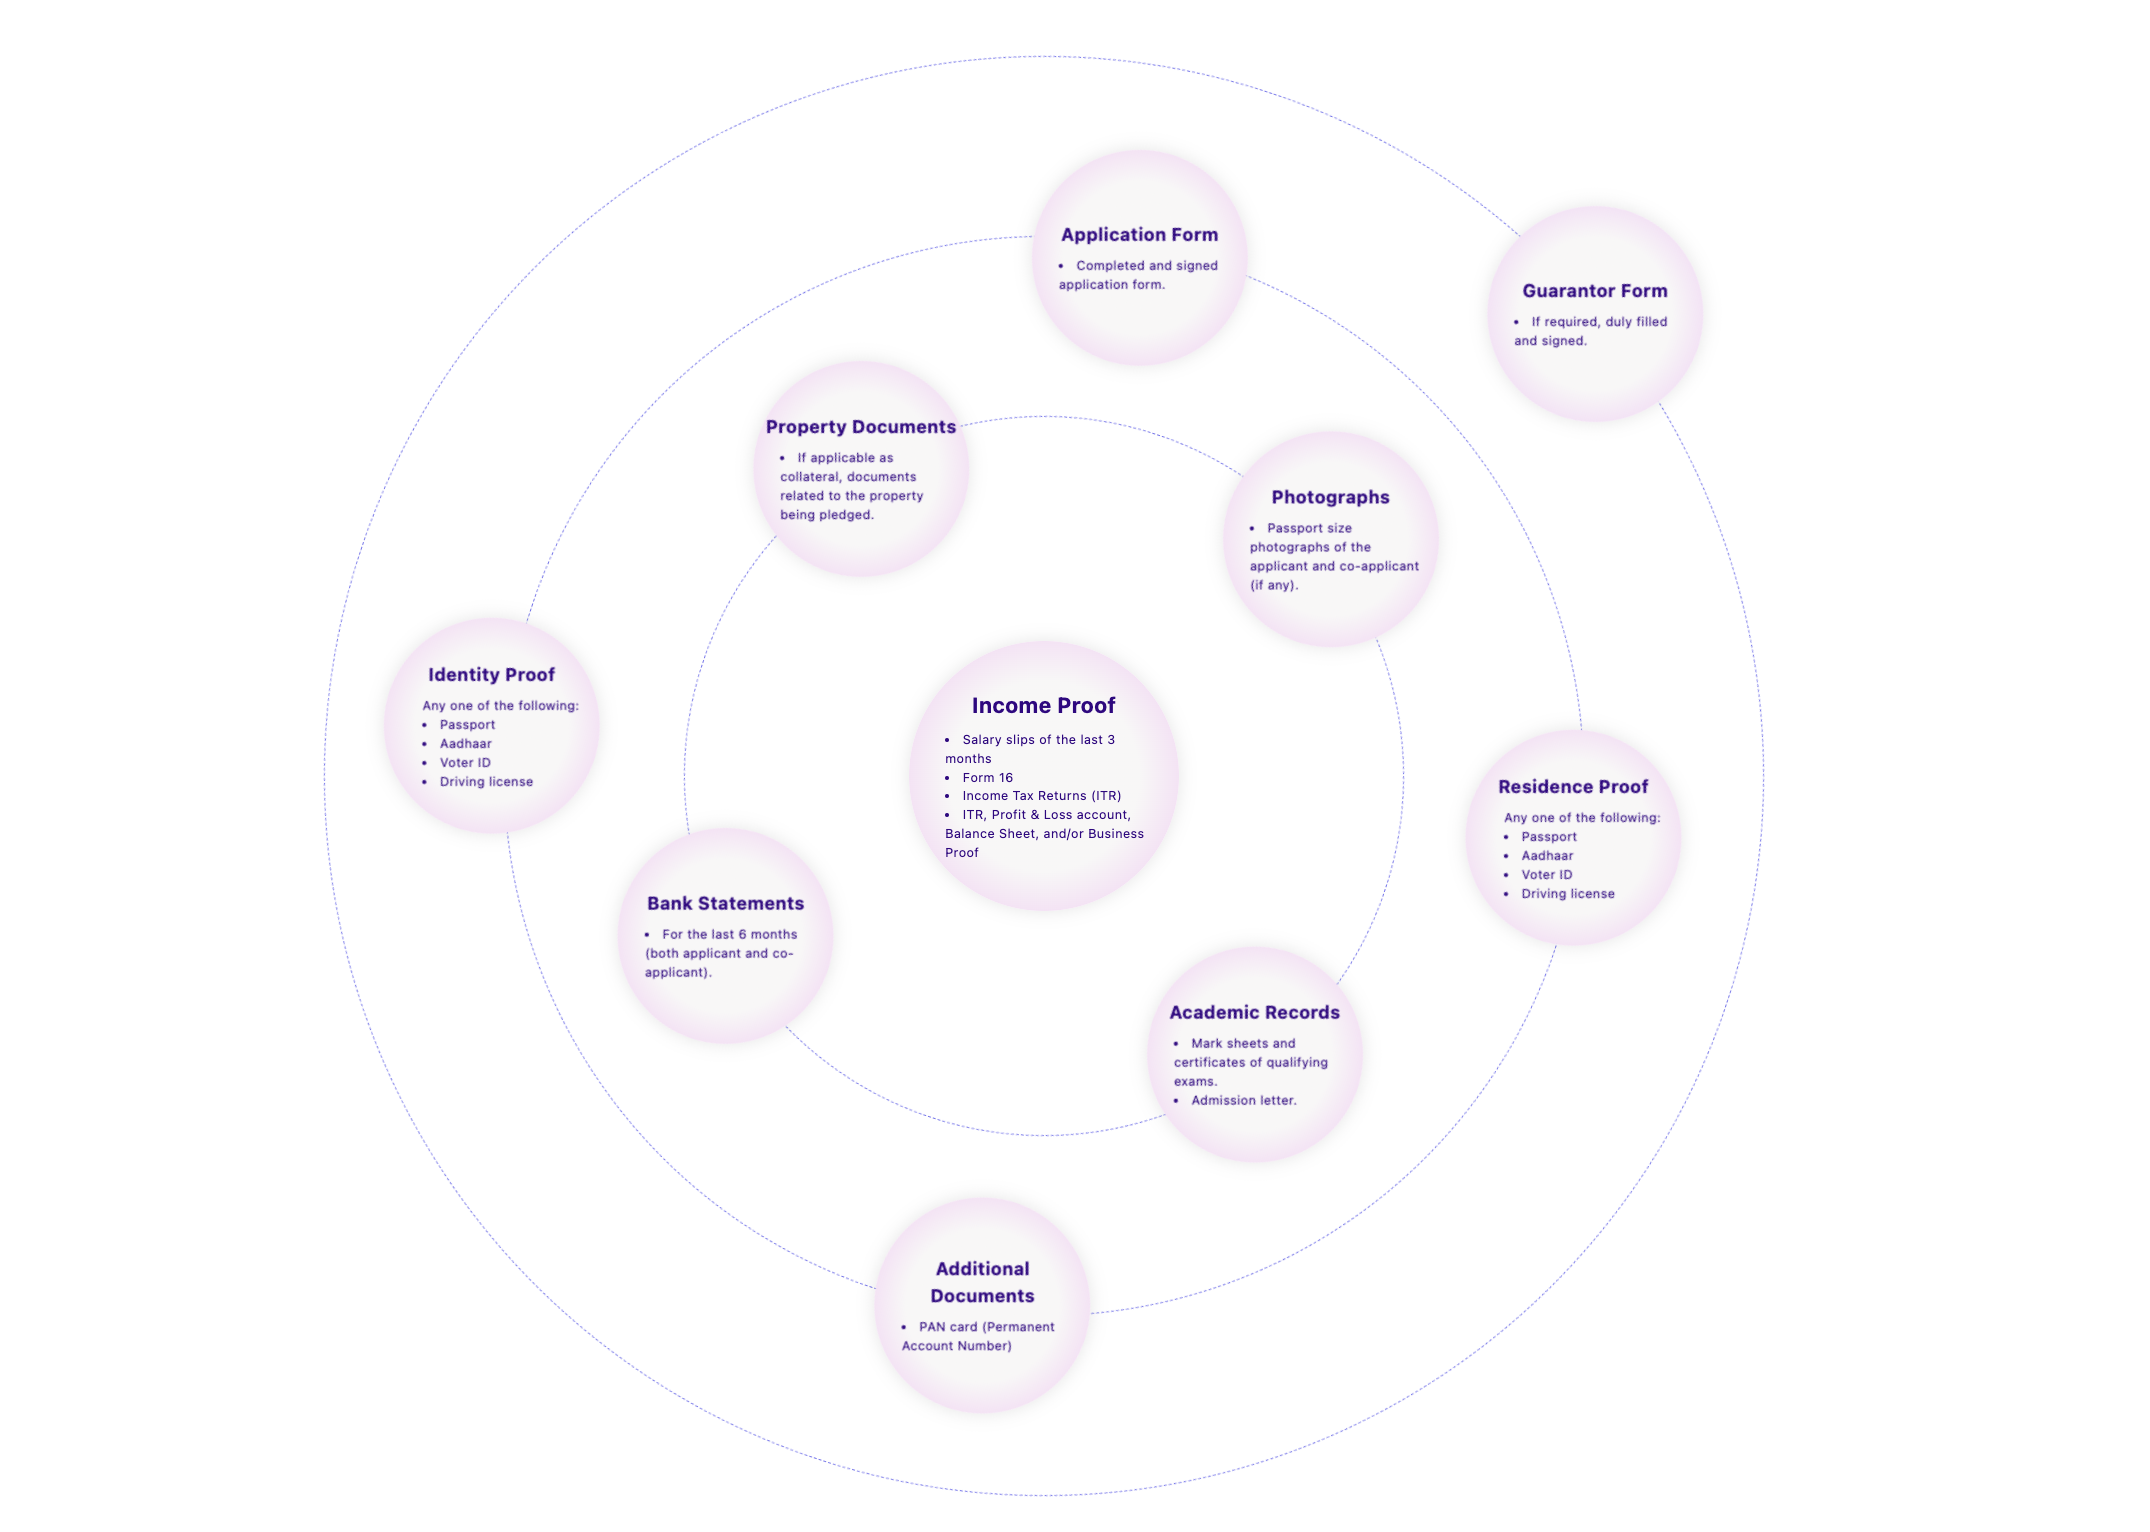 Application Form
• Completed and signed
application form.
Guarantor Form
• If required, duly filled
and signed.
Property Documents
• If applicable as
collateral, documents
related to the property
being pledged.
Photographs
• Passport size
photographs of the
applicant and co-applicant
(if any).
Identity Proof
Any one of the following:
• Passport
• Aadhaar
• Voter ID
• Driving license
Income Proof
• Salary slips of the last 3
months
• Form 16
• Income Tax Returns (ITR)
• ITR, Profit & Loss account,
Balance Sheet, and/or Business
Proof
Residence Proof
Any one of the following:
• Passport
• Aadhaar
• Voter ID
• Driving license
Bank Statements
• For the last 6 months
(both applicant and co-
applicant).
Academic Records
• Mark sheets and
certificates of qualifying
exams.
• Admission letter.
Additional
Documents
• PAN card (Permanent
Account Number)